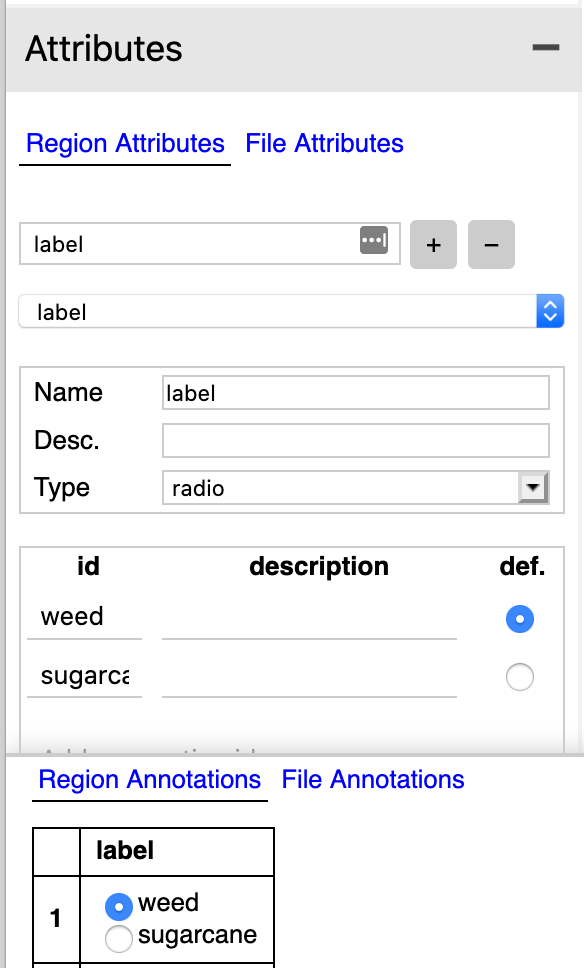 Attributes
Region Attributes File Attributes
label
+ −
label
Name label
Desc.
Type radio
id description def.
weed
sugarca
Region Annotations File Annotations
label
1 weed
sugarcane